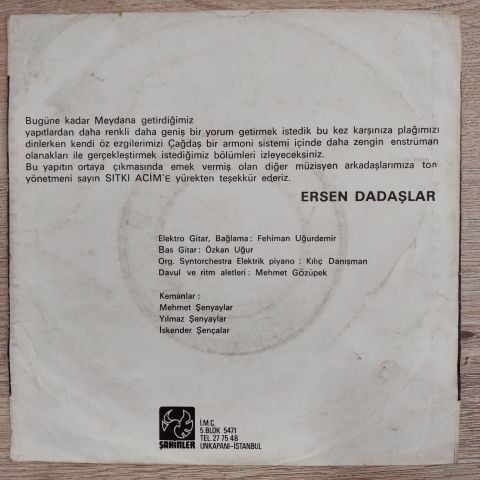 Bugüne kadar Meydana getirdiğimiz
yapıtlardan daha renkli daha geniş bir yorum getirmek istedik bu kez karşınıza plağımızı
dinlerken kendi öz ezgilerimizi Çağdaş bir armoni sistemi içinde daha zengin enstrüman
olanakları ile gerçekleştirmek istediğimiz bölümleri izleyeceksiniz.
Bu yapıtın ortaya çıkmasında emek vermiş olan diğer müzisyen arkadaşlarımıza ton
yönetmeni sayın SITKI ACİM'E yürekten teşekkür ederiz.
ERSEN DADAŞLAR
Elektro Gitar, Bağlama : Fehiman Uğurdemir
Bas Gitar : Özkan Uğur
Org. Syntorchestra Elektrik piyano : Kılıç Danışman
Davul ve ritm aletleri : Mehmet Gözüpek
Kemanlar :
Mehmet Şenyaylar
Yılmaz Şenyaylar
İskender Şençalar
ŞAHİNLER
İ.M.Ç.
5.BLOK 5471
TEL. 27 75 48
UNKAPANI-İSTANBUL